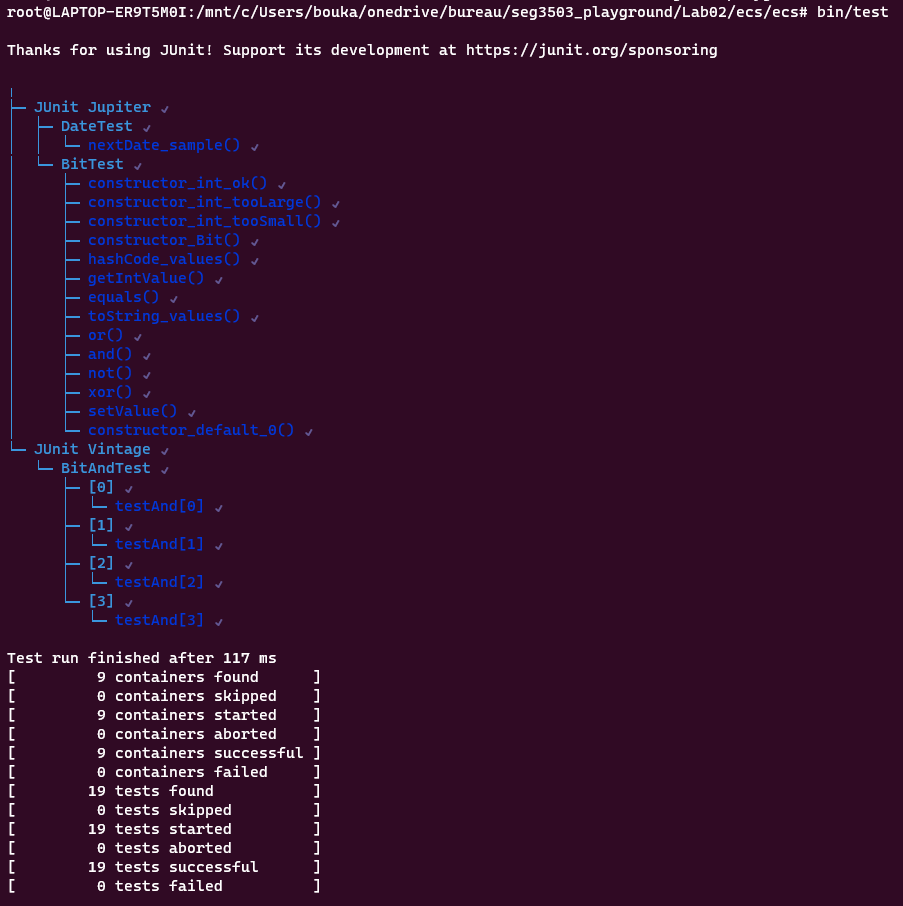 root@LAPTOP-ER9T5M0I:/mnt/c/Users/bouka/onedrive/bureau/seg3503_playground/Lab02/ecs/ecs# bin/test
Thanks for using JUnit! Support its development at https://junit.org/sponsoring
JUnit Jupiter ✔
DateTest ✔
nextDate_sample() ✔
BitTest ✔
constructor_int_ok() ✔
constructor_int_tooLarge() ✔
constructor_int_tooSmall() ✔
constructor_Bit() ✔
hashCode_values() ✔
getIntValue() ✔
equals() ✔
toString_values() ✔
or() ✔
and() ✔
not() ✔
xor() ✔
setValue() ✔
constructor_default_0() ✔
JUnit Vintage ✔
BitAndTest ✔
[0] ✔
testAnd[0] ✔
[1] ✔
testAnd[1] ✔
[2] ✔
testAnd[2] ✔
[3] ✔
testAnd[3] ✔
Test run finished after 117 ms
[         9 containers found      ]
[         0 containers skipped    ]
[         9 containers started    ]
[         0 containers aborted    ]
[         9 containers successful ]
[         0 containers failed     ]
[        19 tests found           ]
[         0 tests skipped         ]
[        19 tests started         ]
[         0 tests aborted         ]
[        19 tests successful      ]
[         0 tests failed          ]